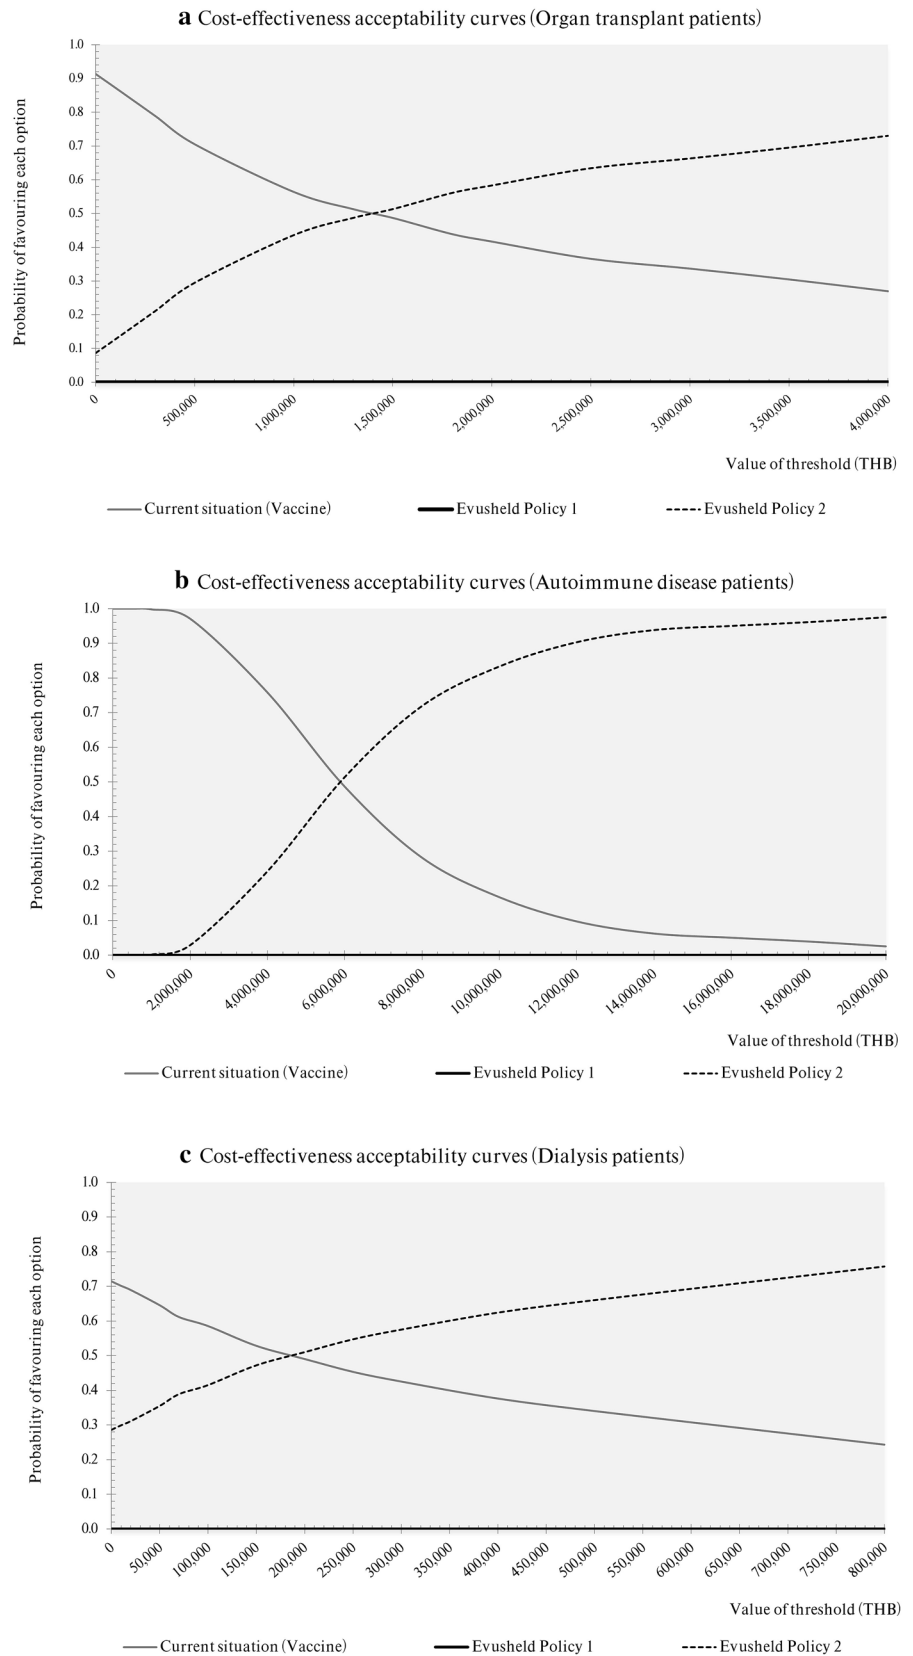 a Cost-effectiveness acceptability curves (Organ transplant patients)
Probability of favouring each option
1.0
0.9
0.8
0.7
0.6
0.5
0.4
0.3
0.2
0.1
0.0
0 500,000 1,000,000 1,500,000 2,000,000 2,500,000 3,000,000 3,500,000 4,000,000
Value of threshold (THB)
Current situation (Vaccine) Evusheld Policy 1 Evusheld Policy 2
b Cost-effectiveness acceptability curves (Autoimmune disease patients)
Probability of favouring each option
1.0
0.9
0.8
0.7
0.6
0.5
0.4
0.3
0.2
0.1
0.0
0 2,000,000 4,000,000 6,000,000 8,000,000 10,000,000 12,000,000 14,000,000 16,000,000 18,000,000 20,000,000
Value of threshold (THB)
Current situation (Vaccine) Evusheld Policy 1 Evusheld Policy 2
c Cost-effectiveness acceptability curves (Dialysis patients)
Probability of favouring each option
1.0
0.9
0.8
0.7
0.6
0.5
0.4
0.3
0.2
0.1
0.0
0 50,000 100,000 150,000 200,000 250,000 300,000 350,000 400,000 450,000 500,000 550,000 600,000 650,000 700,000 750,000 800,000
Value of threshold (THB)
Current situation (Vaccine) Evusheld Policy 1 Evusheld Policy 2